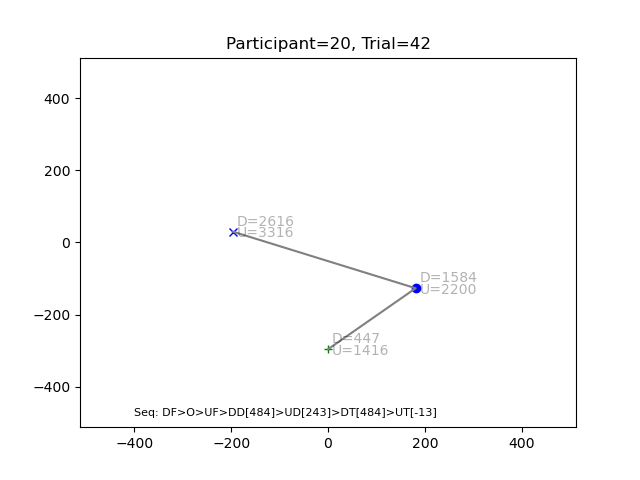 Participant=20, Trial=42
400
200
0
−200
−400
D=2616
U=3316
D=1584
U=2200
D=447
U=1416
Seq: DF>O>UF>DD[484]>UD[243]>DT[484]>UT[-13]
−400
−200
0
200
400